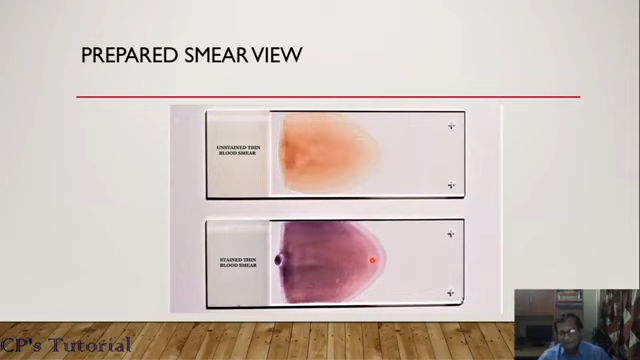 PREPARED SMEAR VIEW
UNSTAINED THIN
BLOOD SMEAR
STAINED THIN
BLOOD SMEAR
CP's Tutorial